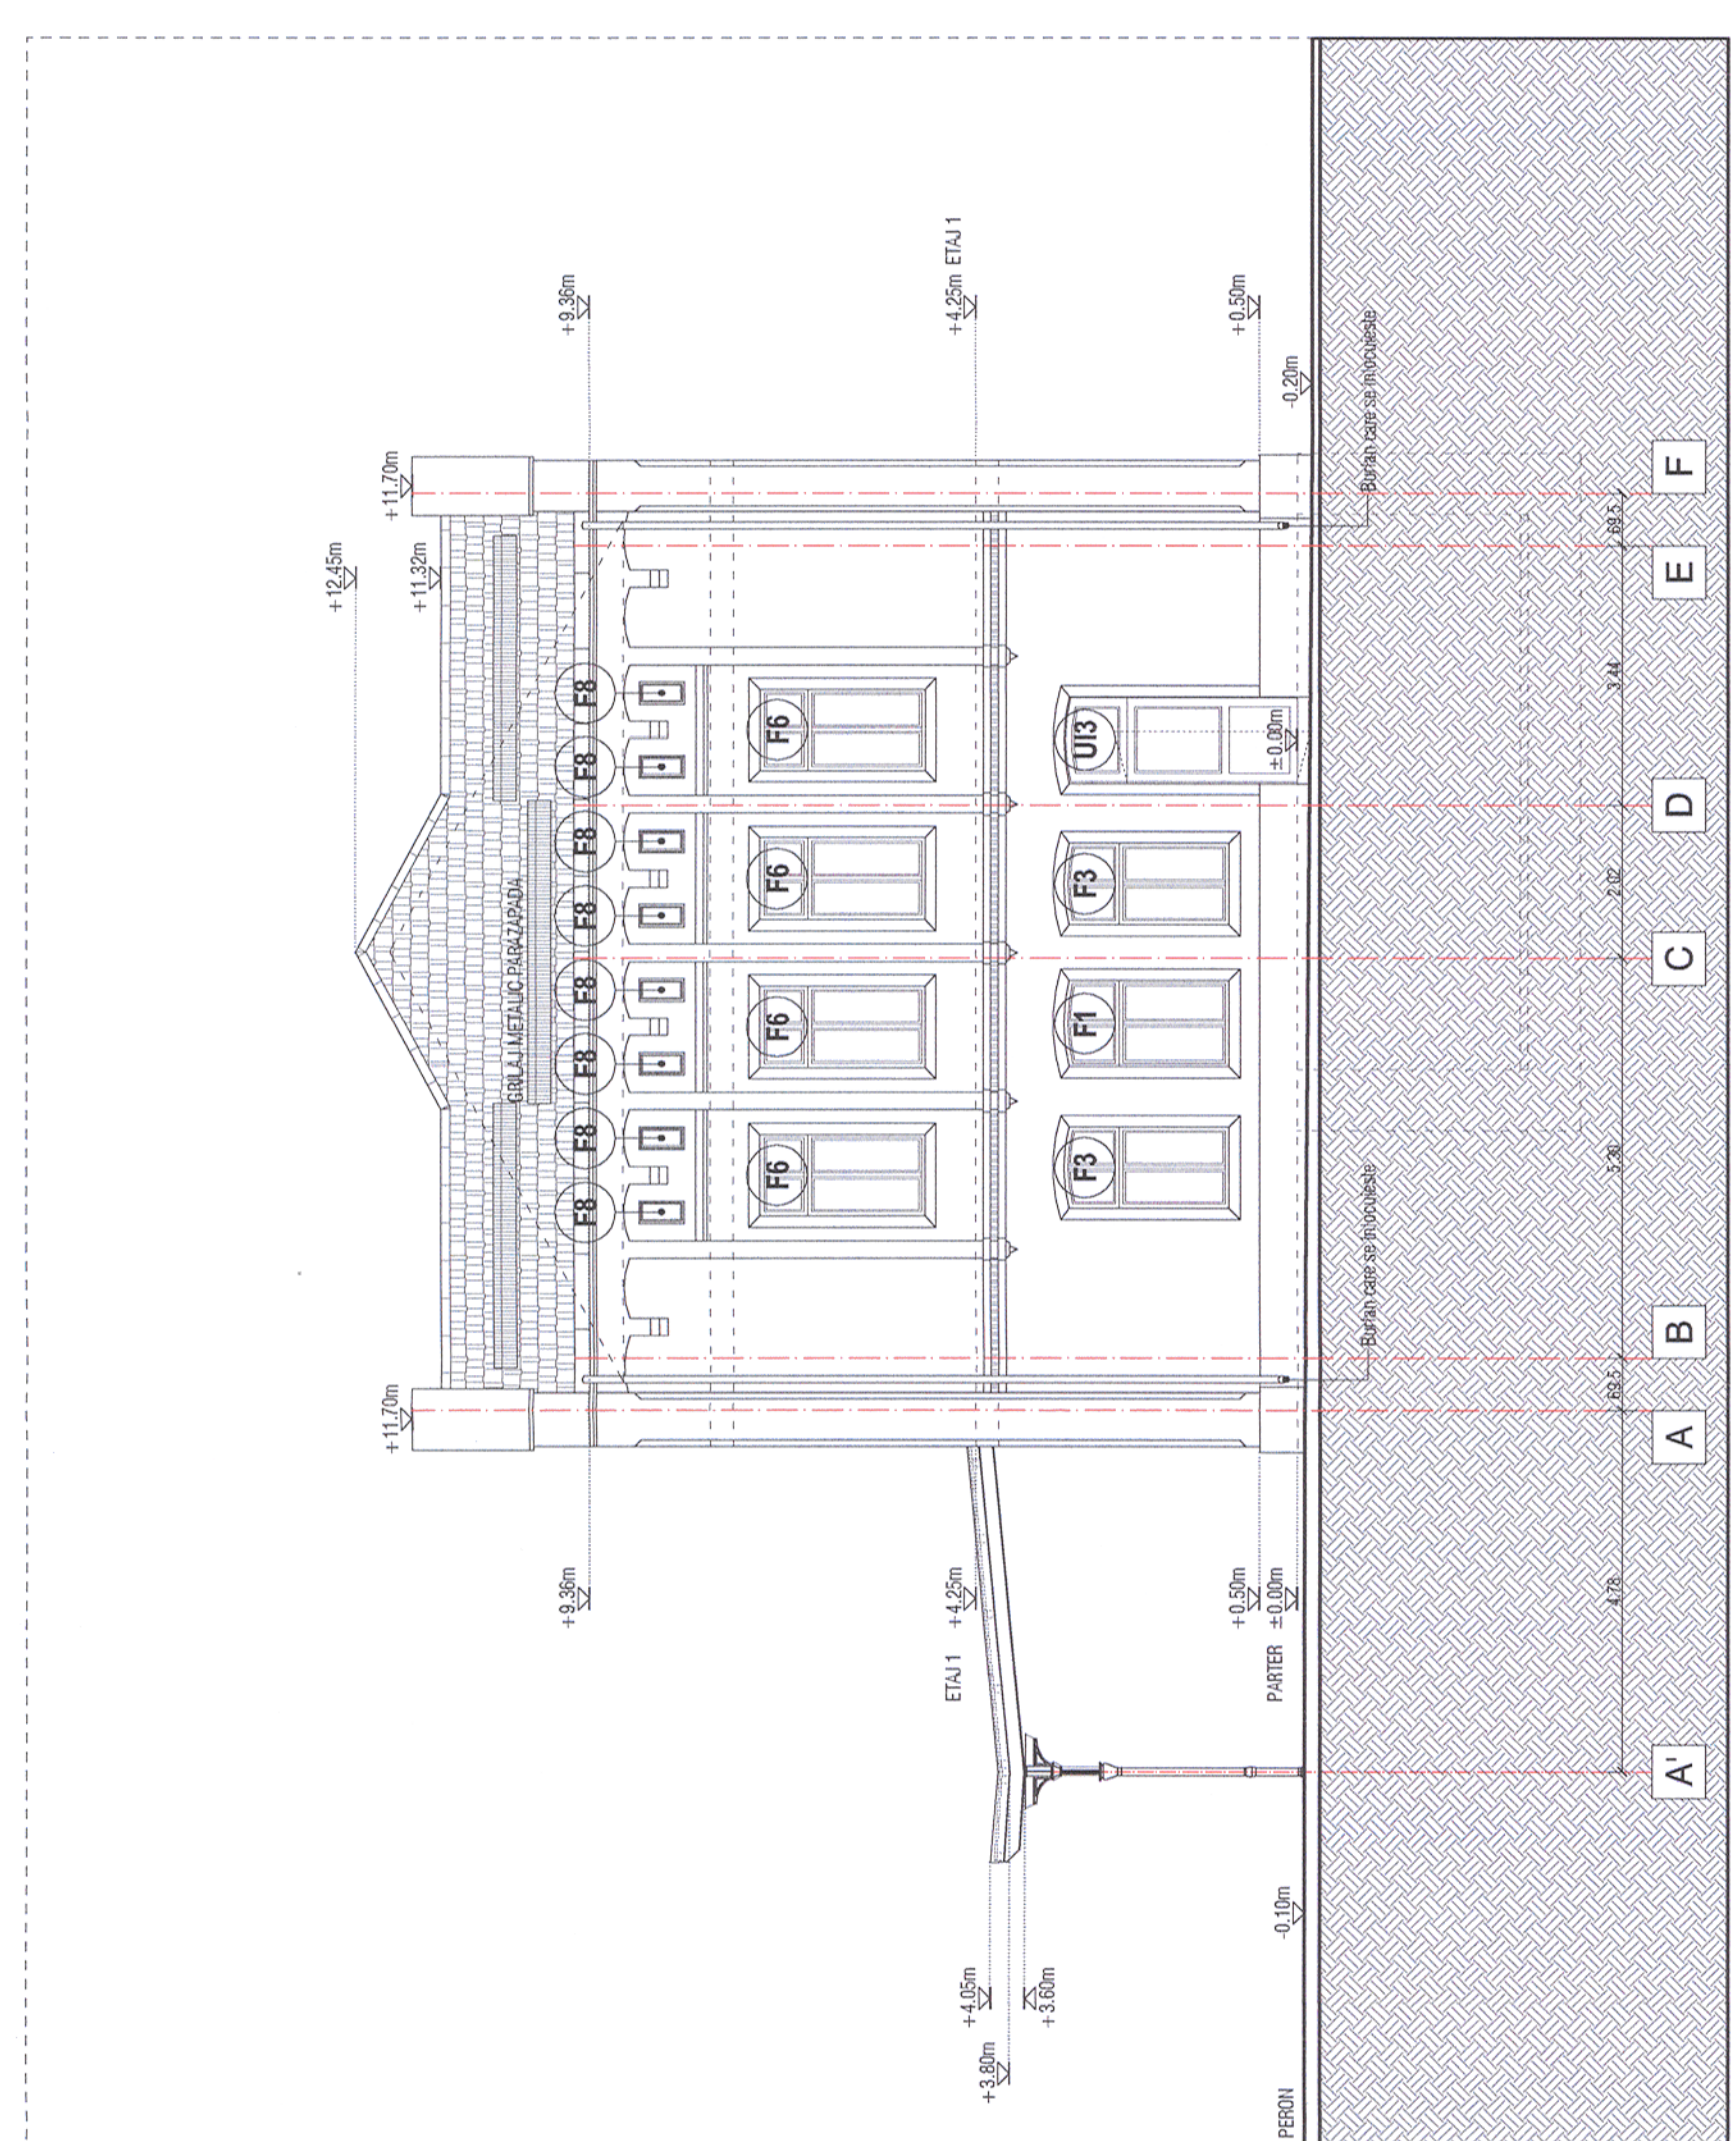 +12.45m
+11.70m
+11.32m
+11.70m
GRILAJ METALIC PARAZAPADA
+9.36m
F8 F8 F8 F8 F8 F8 F8 F8
+9.36m
F6 F6 F6 F6
ETAJ 1
+4.25m
+4.25m ETAJ 1
+4.05m
+3.80m
+3.60m
F3 F1 F3 UI3
+0.50m
+0.50m
PARTER ±0.00m
±0.00m
PERON
-0.10m
-0.20m
Burlan care se inlocuieste
Burlan care se inlocuieste
4.78 69.5 5.30 2.02 3.44 69.5
A' A B C D E F